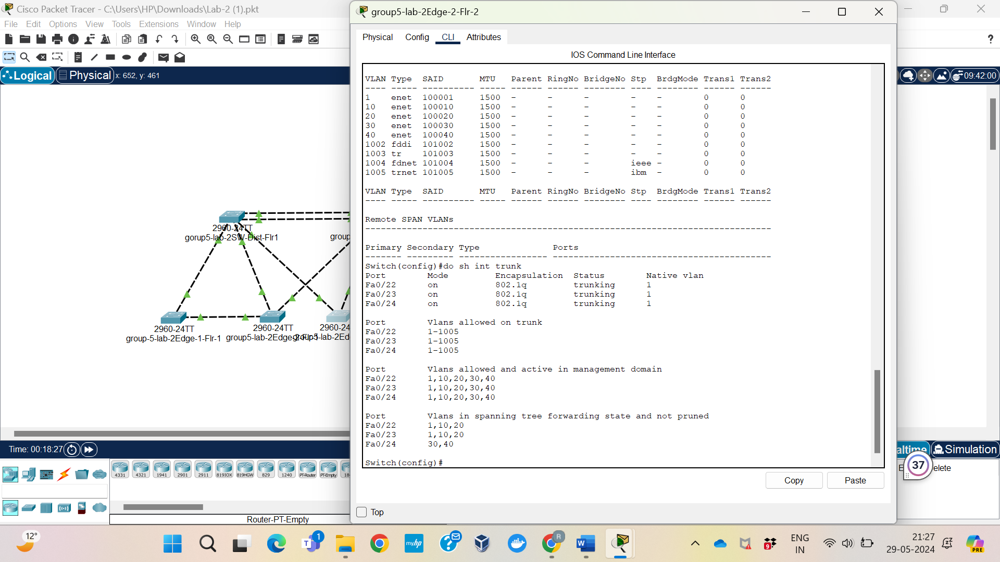 Cisco Packet Tracer - C:\Users\HP\Downloads\Lab-2 (1).pkt
File Edit Options View Tools Extensions Window Help
Logical Physical x: 652, y: 461
09:42:00
2960-24TT
gorup5-lab-2SW-Dist-Flr1
group
2960-24TT
group-5-lab-2Edge-1-Flr-1
2960-24TT
group5-lab-2Edge-2-Flr-2
2960-24
group5-lab-2Ed
Time: 00:18:27
altime Simulation
4331 4321 1941 2901 2911 819IOX 819HGW 829 1240 PT-Router PT-Empty 18
Router-PT-Empty
37
elete
group5-lab-2Edge-2-Flr-2
Physical Config CLI Attributes
IOS Command Line Interface
VLAN Type SAID MTU Parent RingNo BridgeNo Stp BrdgMode Trans1 Trans2
---- ----- ---------- ----- ------ ------ -------- ---- -------- ------ ------
1 enet 100001 1500 - - - - - 0 0
10 enet 100010 1500 - - - - - 0 0
20 enet 100020 1500 - - - - - 0 0
30 enet 100030 1500 - - - - - 0 0
40 enet 100040 1500 - - - - - 0 0
1002 fddi 101002 1500 - - - - - 0 0
1003 tr 101003 1500 - - - - - 0 0
1004 fdnet 101004 1500 - - - ieee - 0 0
1005 trnet 101005 1500 - - - ibm - 0 0
VLAN Type SAID MTU Parent RingNo BridgeNo Stp BrdgMode Trans1 Trans2
---- ----- ---------- ----- ------ ------ -------- ---- -------- ------ ------
Remote SPAN VLANs
------------------------------------------------------------------------------
Primary Secondary Type Ports
------- --------- ----------------- ------------------------------------------
Switch(config)#do sh int trunk
Port Mode Encapsulation Status Native vlan
Fa0/22 on 802.1q trunking 1
Fa0/23 on 802.1q trunking 1
Fa0/24 on 802.1q trunking 1
Port Vlans allowed on trunk
Fa0/22 1-1005
Fa0/23 1-1005
Fa0/24 1-1005
Port Vlans allowed and active in management domain
Fa0/22 1,10,20,30,40
Fa0/23 1,10,20,30,40
Fa0/24 1,10,20,30,40
Port Vlans in spanning tree forwarding state and not pruned
Fa0/22 1,10,20
Fa0/23 1,10,20
Fa0/24 30,40
Switch(config)#
Copy Paste
Top
12°
1
myhp
9
ENG
IN
21:27
29-05-2024
PRE